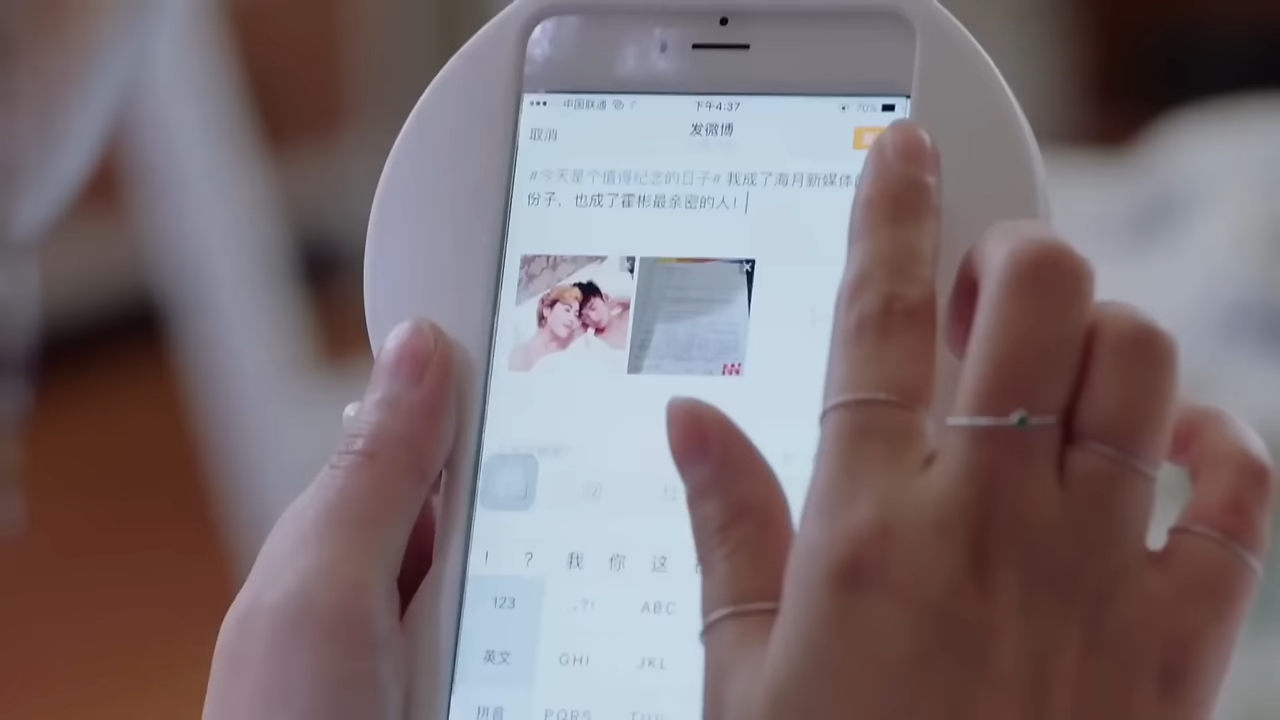 中国联通
下午4:37
70%
取消
发微博
#今天是个值得纪念的日子# 我成了海月新媒体
份子、也成了霍彬最亲密的人!
! ? 我 你 这
123 .,?! ABC
英文 GHI JKL
拼音 PQRS